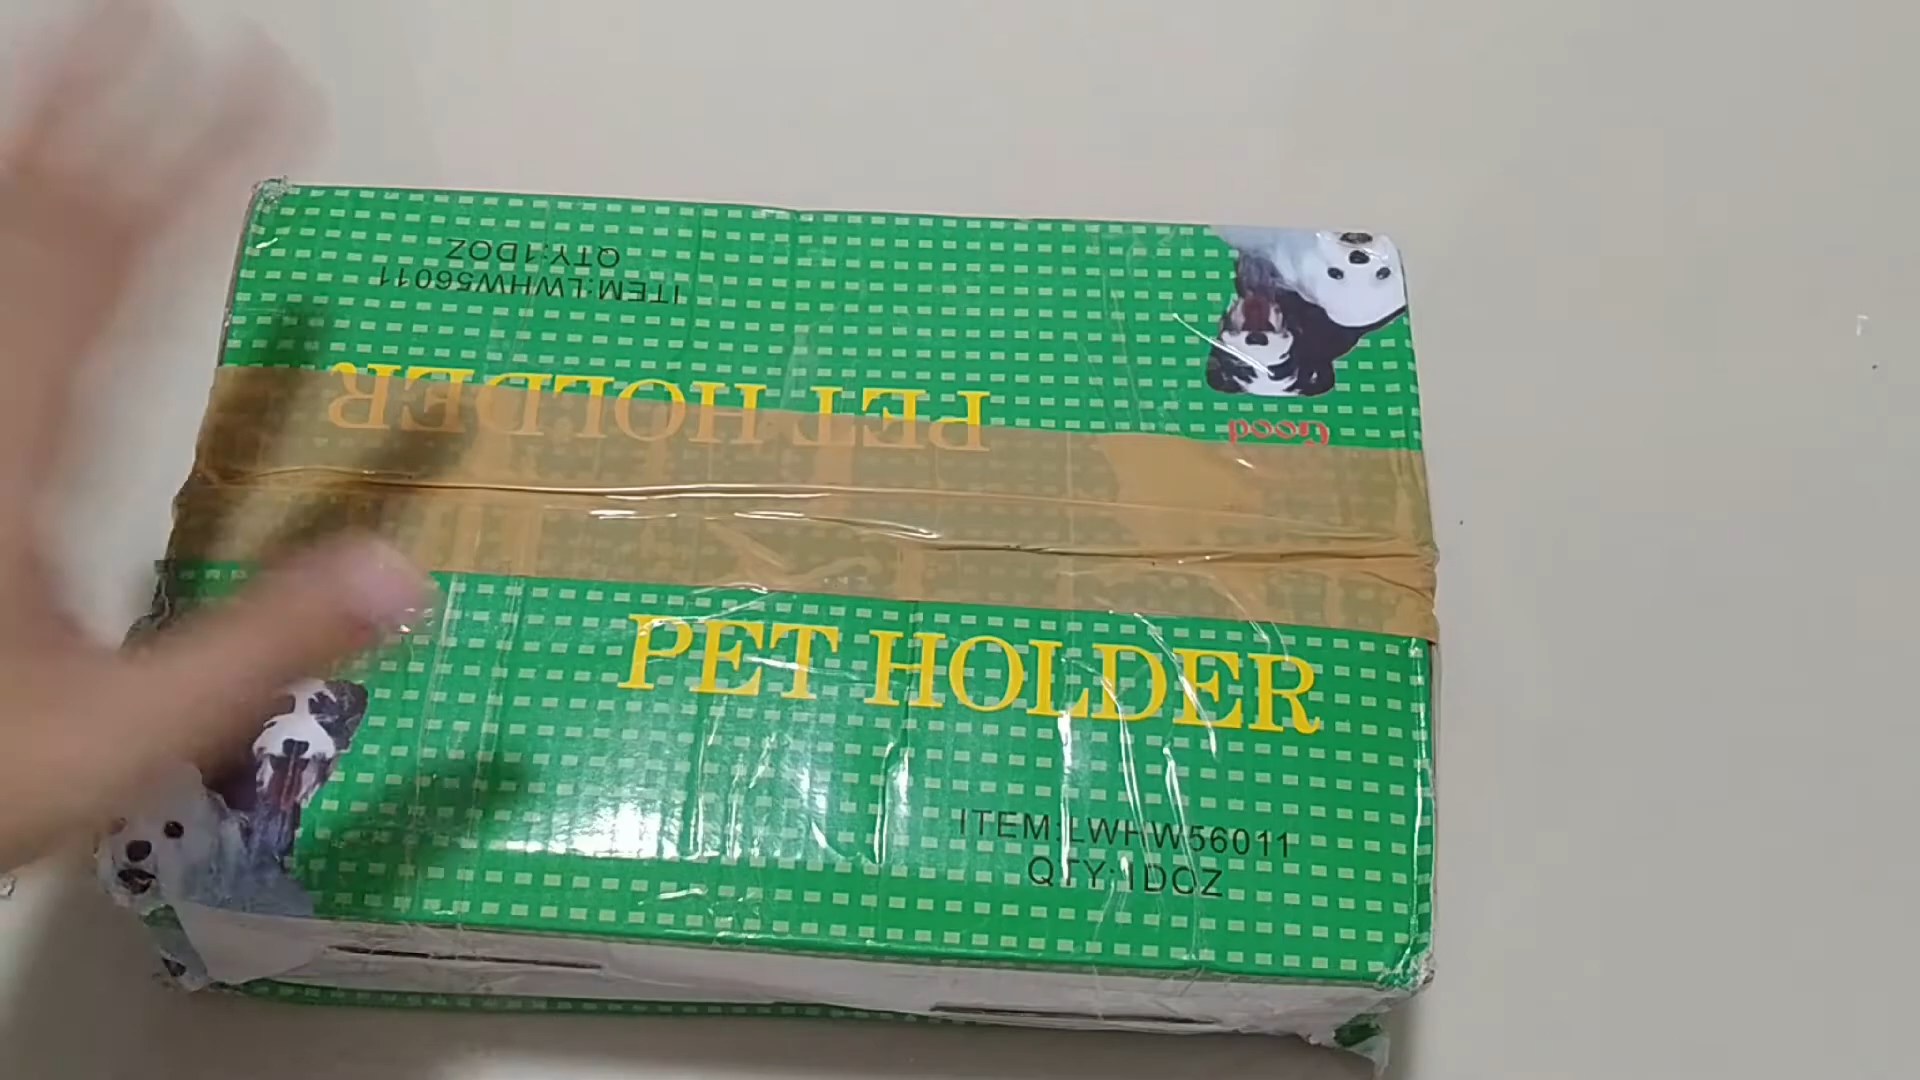 QTY:1DOZ
ITEM:LWHW56011
PET HOLDER
Good
PET HOLDER
ITEM:LWHW56011
QTY:1DOZ